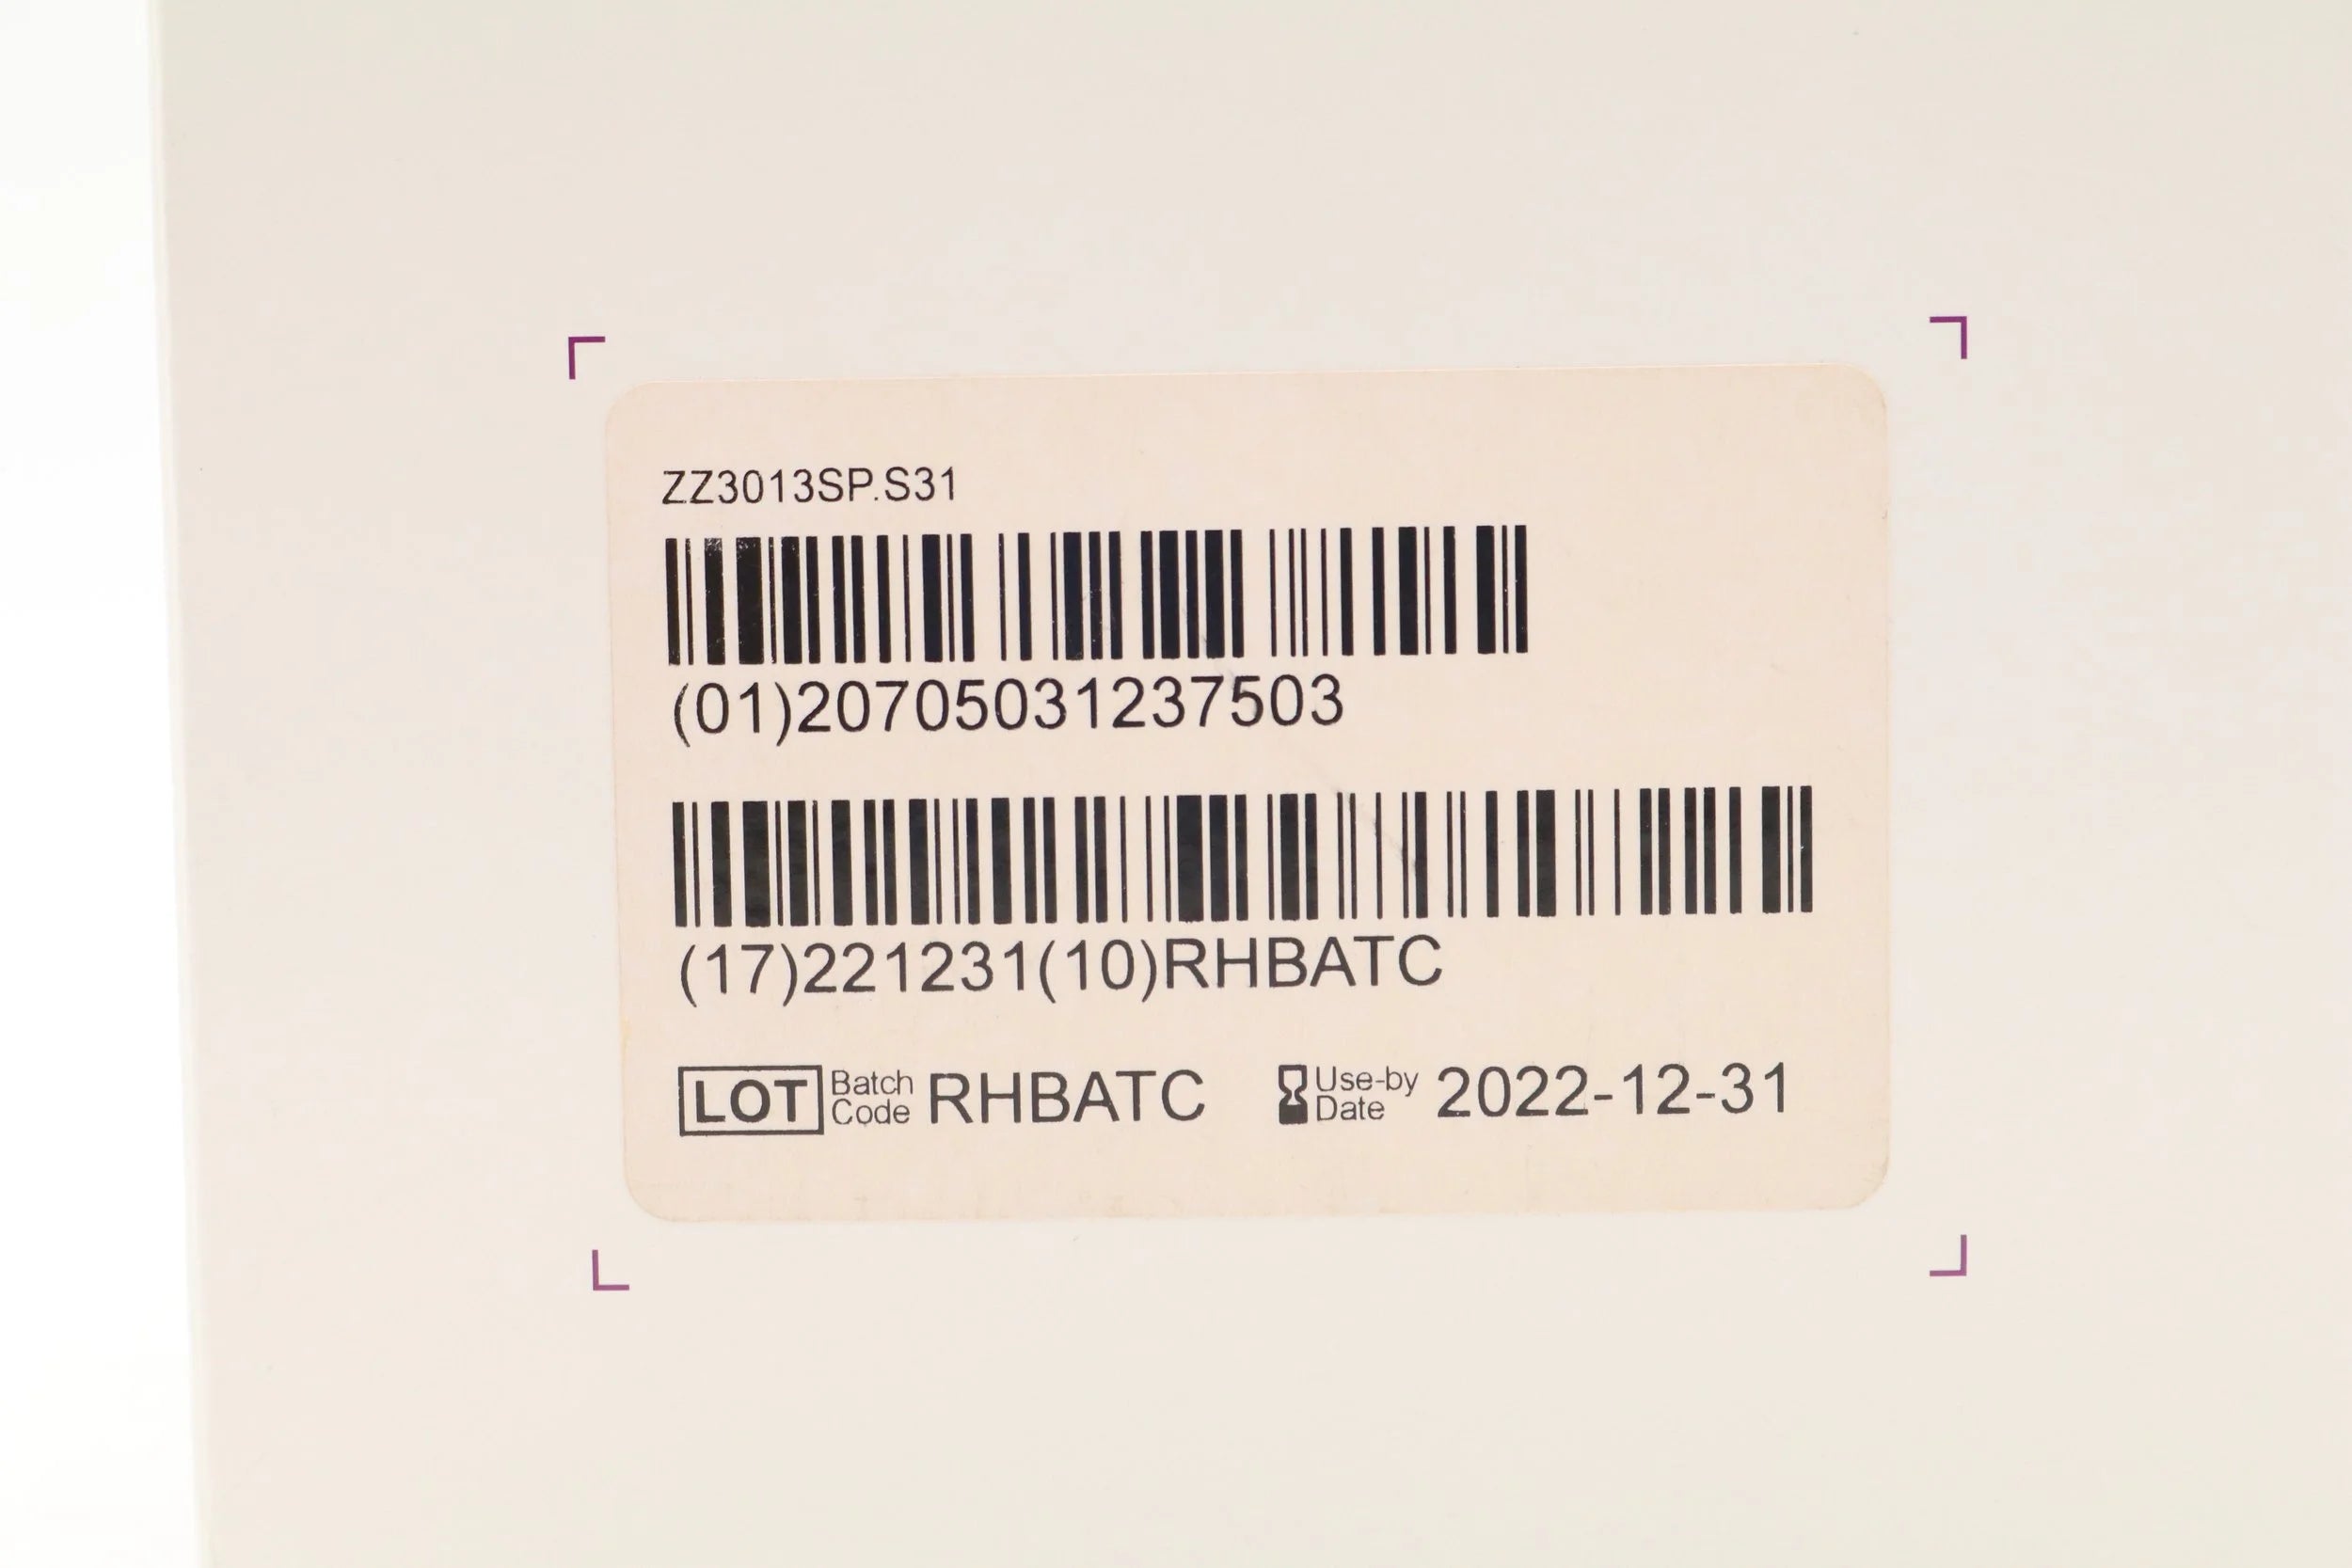 ZZ3013SP.S31
(01)20705031237503
(17)221231(10)RHBATC
LOT Batch Code RHBATC Use-by Date 2022-12-31